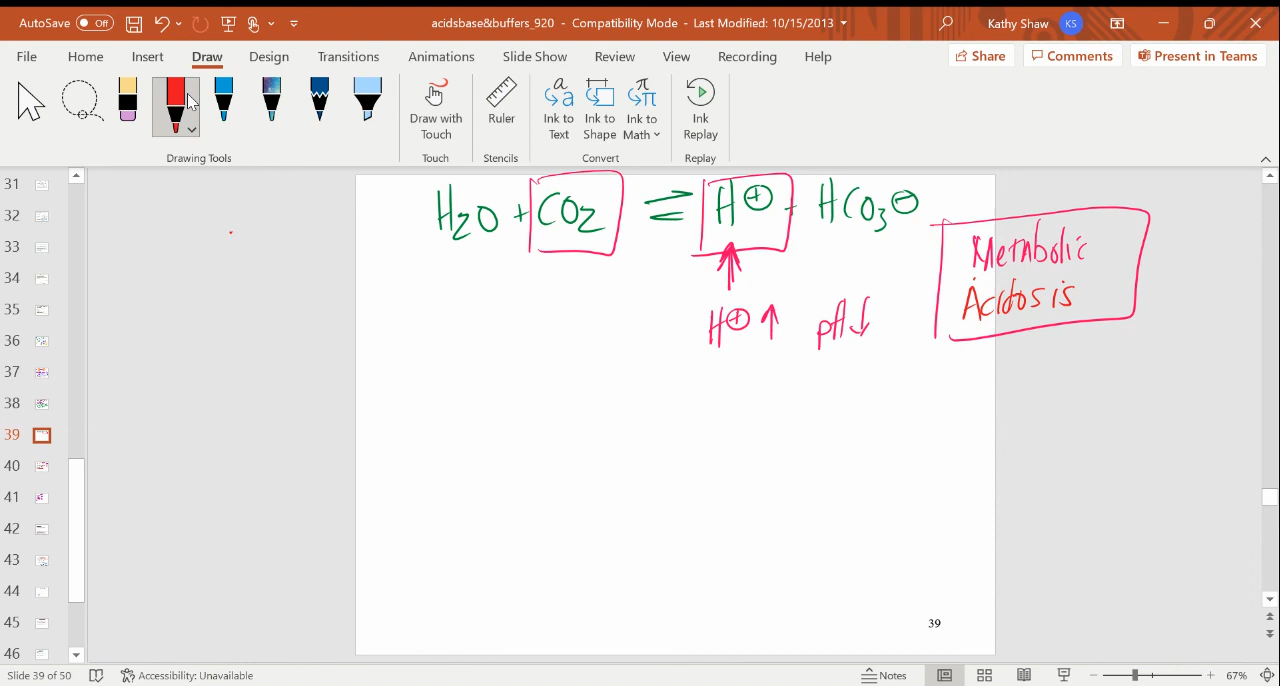 AutoSave Off acidsbase&buffers_920 - Compatibility Mode - Last Modified: 10/15/2013 Kathy Shaw KS
File Home Insert Draw Design Transitions Animations Slide Show Review View Recording Help Share Comments Present in Teams
Draw with Touch
Ruler
Ink to Text
Ink to Shape
Ink to Math
Ink Replay
Drawing Tools Touch Stencils Convert Replay
31
32
33
34
35
36
37
38
39
40
41
42
43
44
45
46
H2O + CO2 ⇌ H⊕ - HCO3⊖
Metabolic
Acidosis
H⊕ ↑ pH ↓
39
Slide 39 of 50 Accessibility: Unavailable Notes 67%